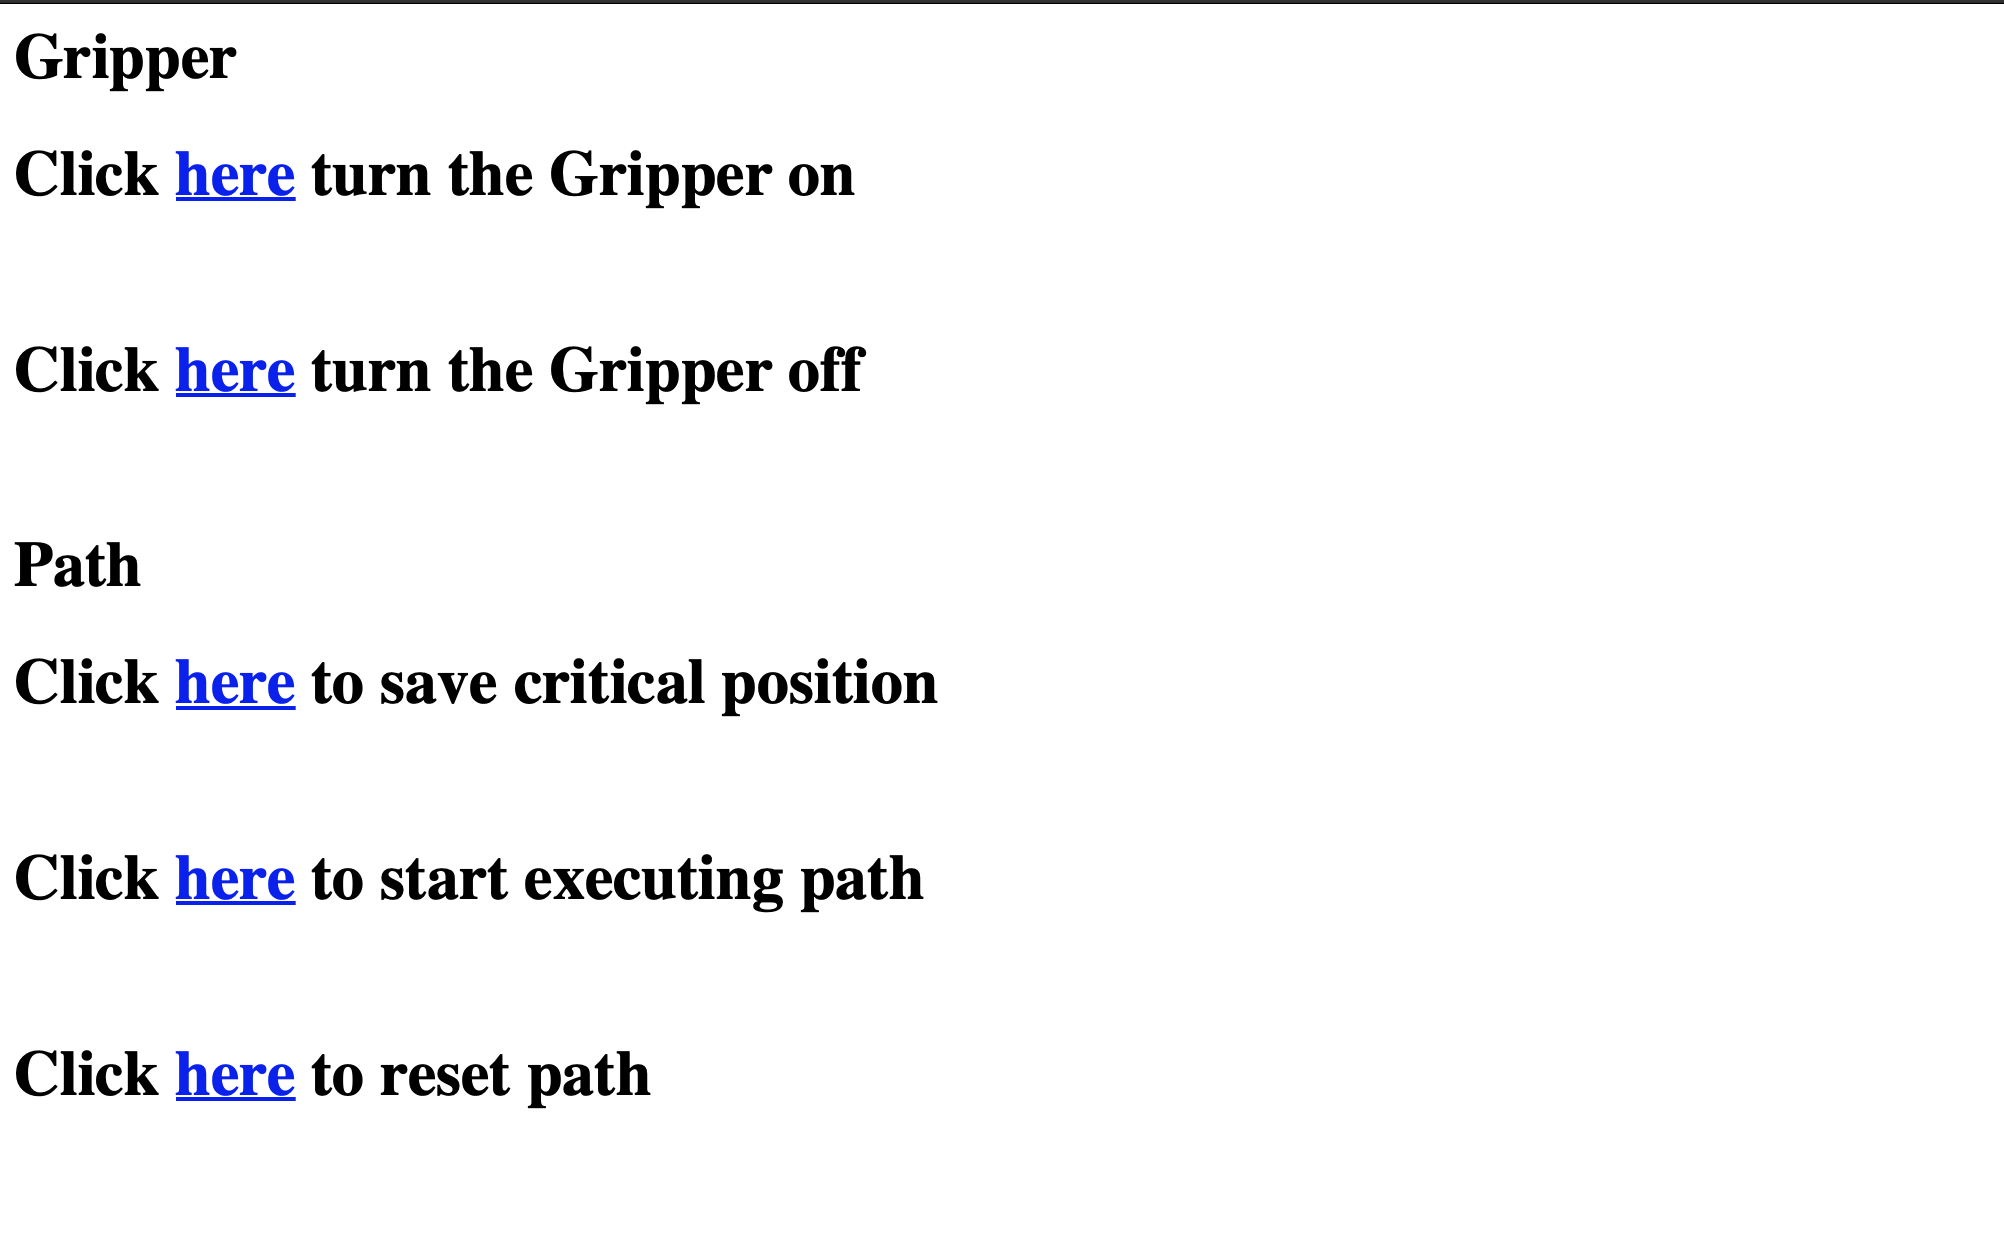 Gripper
Click here turn the Gripper on
Click here turn the Gripper off
Path
Click here to save critical position
Click here to start executing path
Click here to reset path